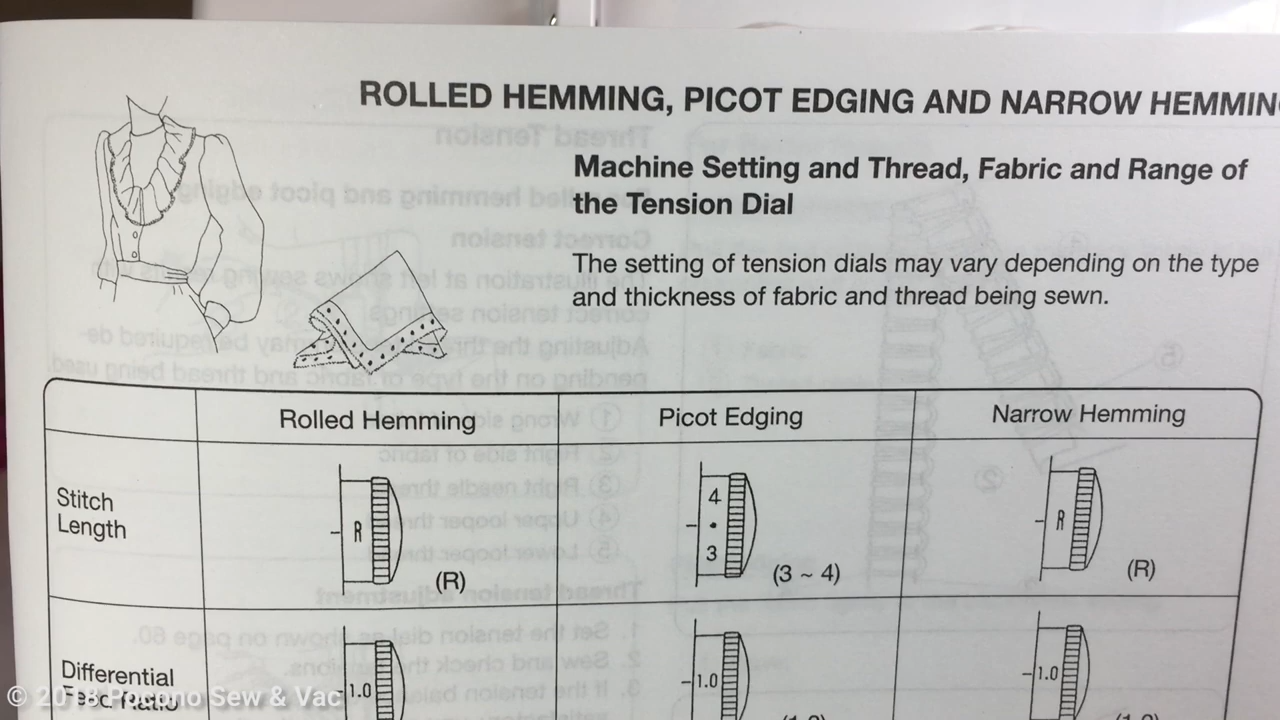 ROLLED HEMMING, PICOT EDGING AND NARROW HEMMIN
Machine Setting and Thread, Fabric and Range of
the Tension Dial
The setting of tension dials may vary depending on the type
and thickness of fabric and thread being sewn.
Rolled Hemming Picot Edging Narrow Hemming
Stitch
Length
R (R)
4
3
(3 ~ 4)
R (R)
Differential
Feed Ratio
1.0
1.0
1.0
Sew & Vac